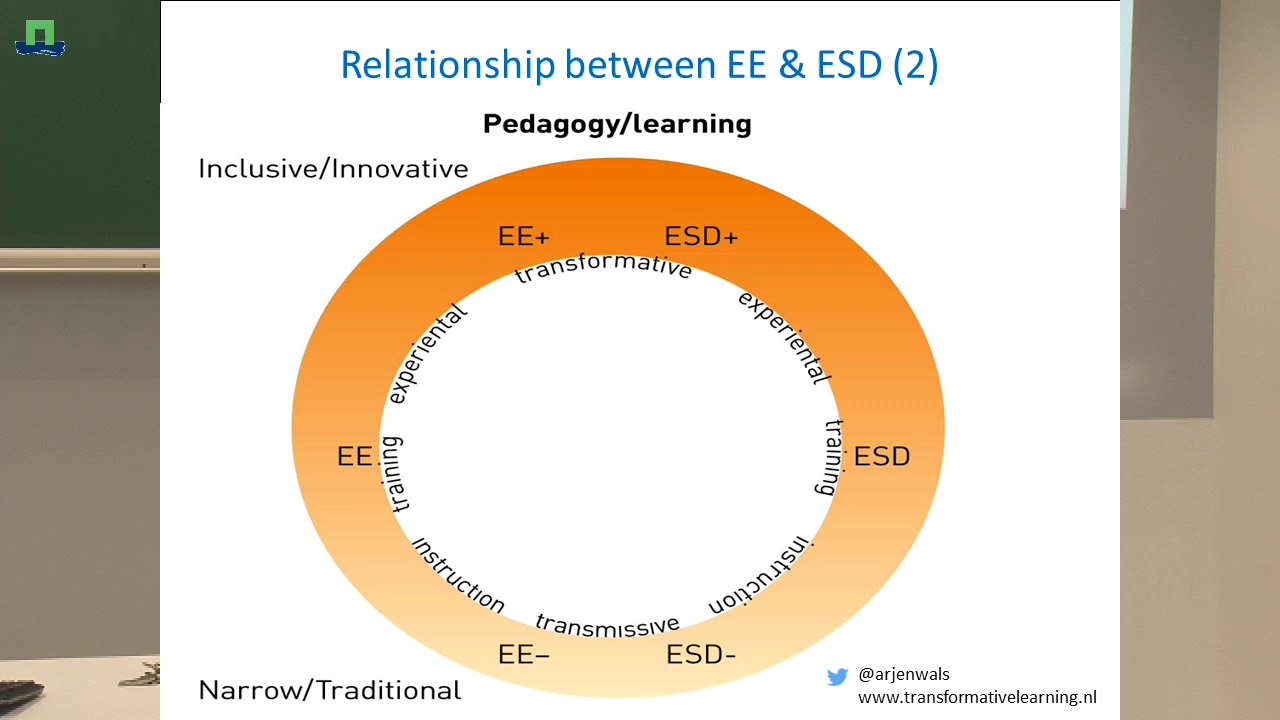 Relationship between EE & ESD (2)
Pedagogy/learning
Inclusive/Innovative
EE+
ESD+
transformative
experiental
experiental
EE
training
training
ESD
instruction
instruction
transmissive
EE–
ESD-
Narrow/Traditional
@arjenwals
www.transformativelearning.nl